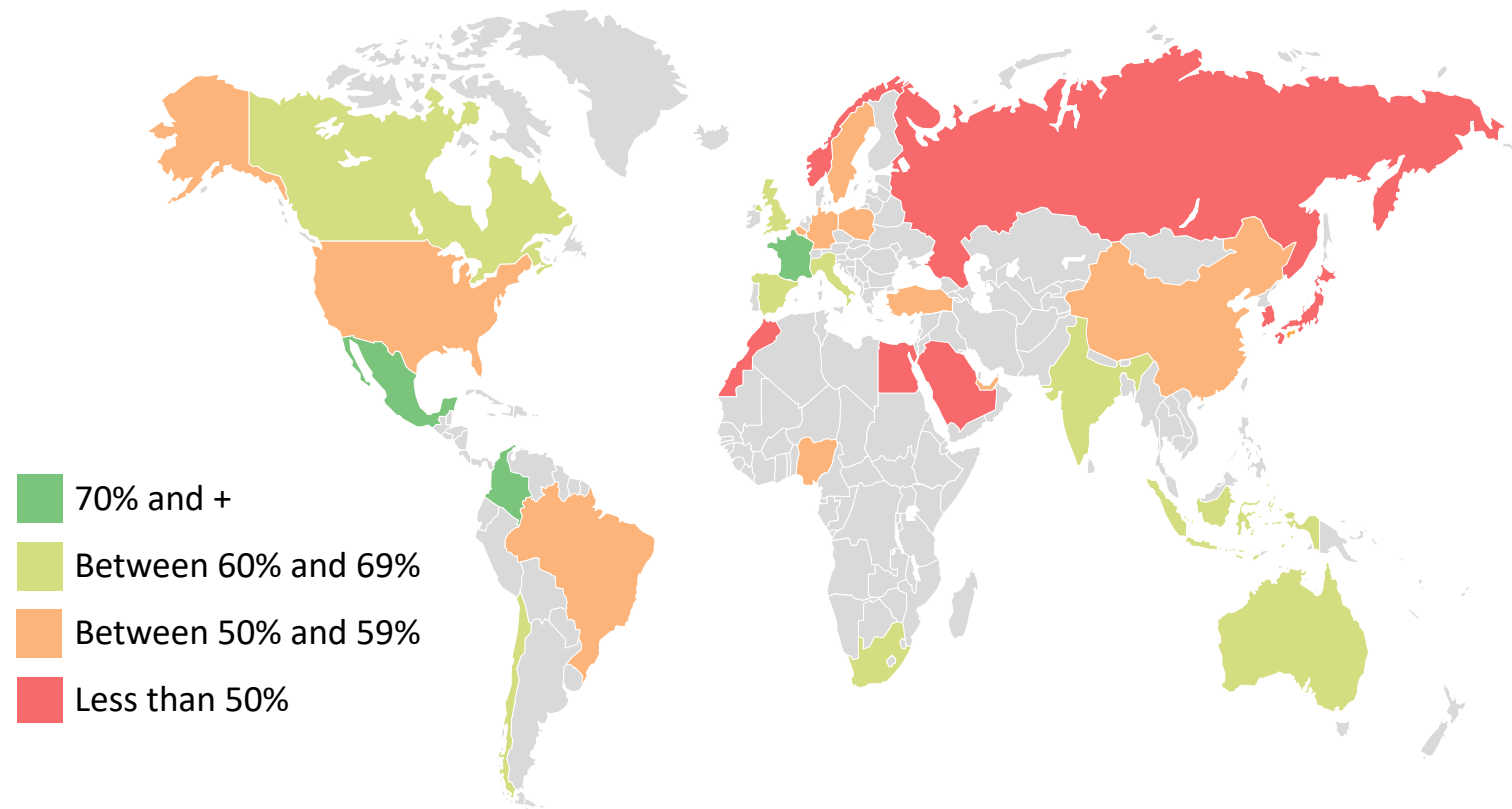 70% and +
Between 60% and 69%
Between 50% and 59%
Less than 50%